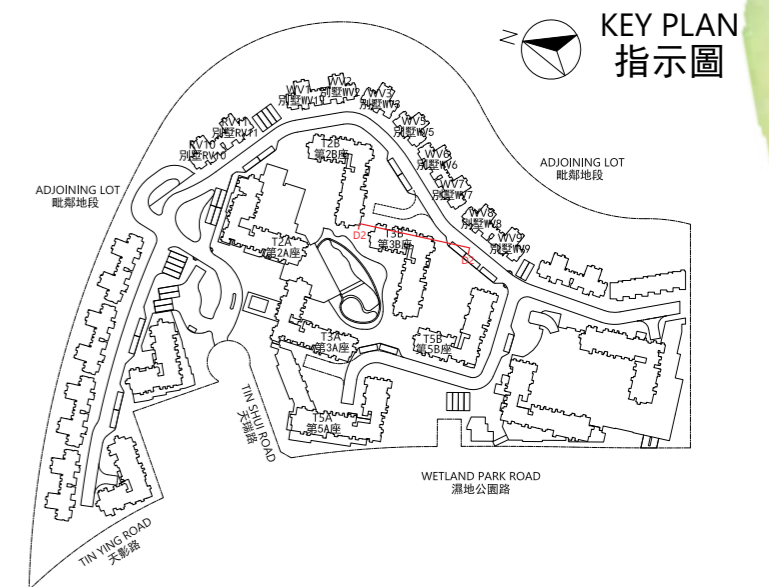 KEY PLAN
指示圖
N
WV1
別墅WV1
WV2
別墅WV2
WV3
別墅WV3
WV5
別墅WV5
WV6
別墅WV6
WV7
別墅WV7
WV8
別墅WV8
WV9
別墅WV9
RV11
別墅RV11
RV10
別墅RV10
T2B
第2B座
ADJOINING LOT
毗鄰地段
ADJOINING LOT
毗鄰地段
D2
T3B
第3B座
T2A
第2A座
T3A
第3A座
T5B
第5B座
T5A
第5A座
TIN SHUI ROAD
天瑞路
WETLAND PARK ROAD
濕地公園路
TIN YING ROAD
天影路